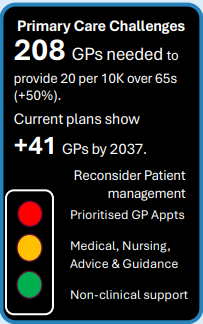 Primary Care Challenges
208 GPs needed to
provide 20 per 10K over 65s
(+50%).
Current plans show
+41 GPs by 2037.
Reconsider Patient
management
Prioritised GP Appts
Medical, Nursing,
Advice & Guidance
Non-clinical support